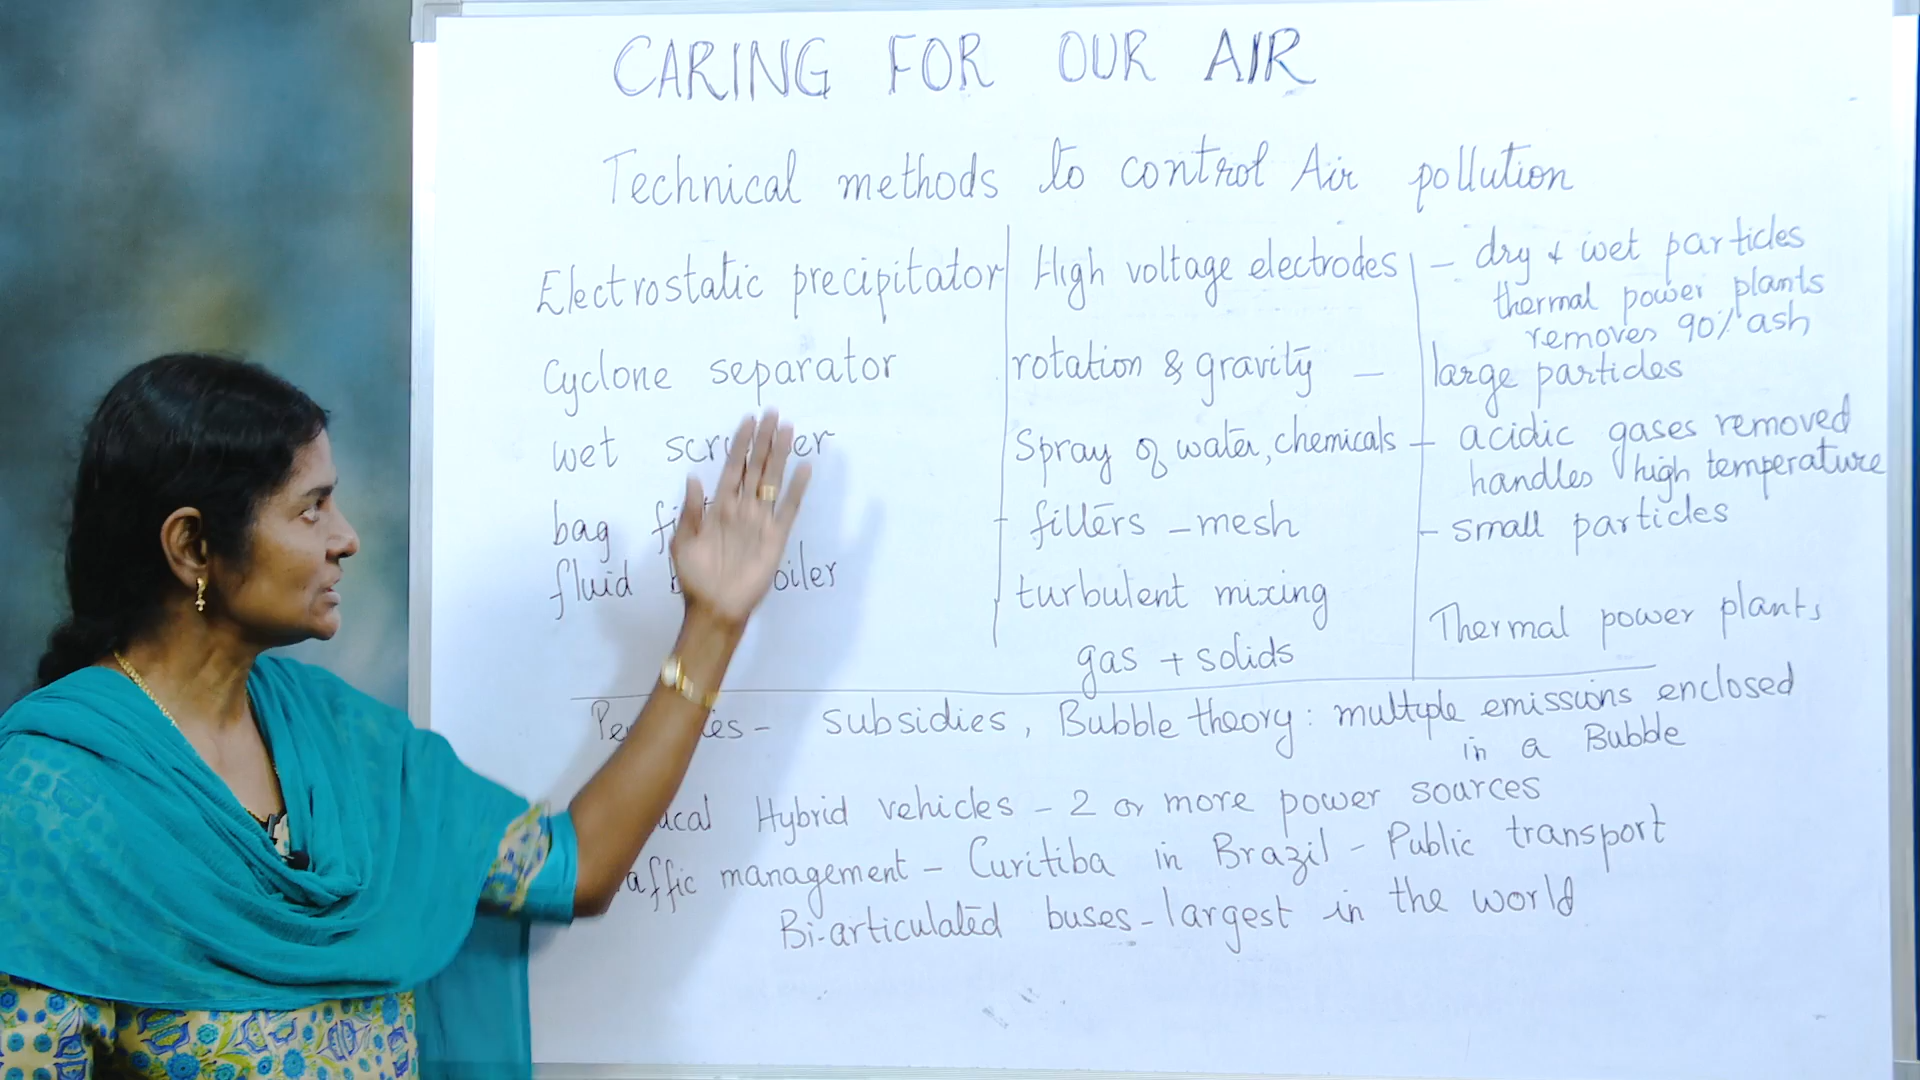 CARING FOR OUR AIR
Technical methods to control Air pollution
Electrostatic precipitator High voltage electrodes - dry & wet particles
thermal power plants
removes 90% ash
Cyclone separator rotation & gravity - large particles
wet spray of water, chemicals - acidic gases removed
handles high temperature
bag filters - mesh - small particles
fluid turbulent mixing
gas + solids
Thermal power plants
subsidies, Bubble theory: multiple emissions enclosed
in a Bubble
Hybrid vehicles - 2 or more power sources
management - Curitiba in Brazil - Public transport
Bi-articulated buses - largest in the world